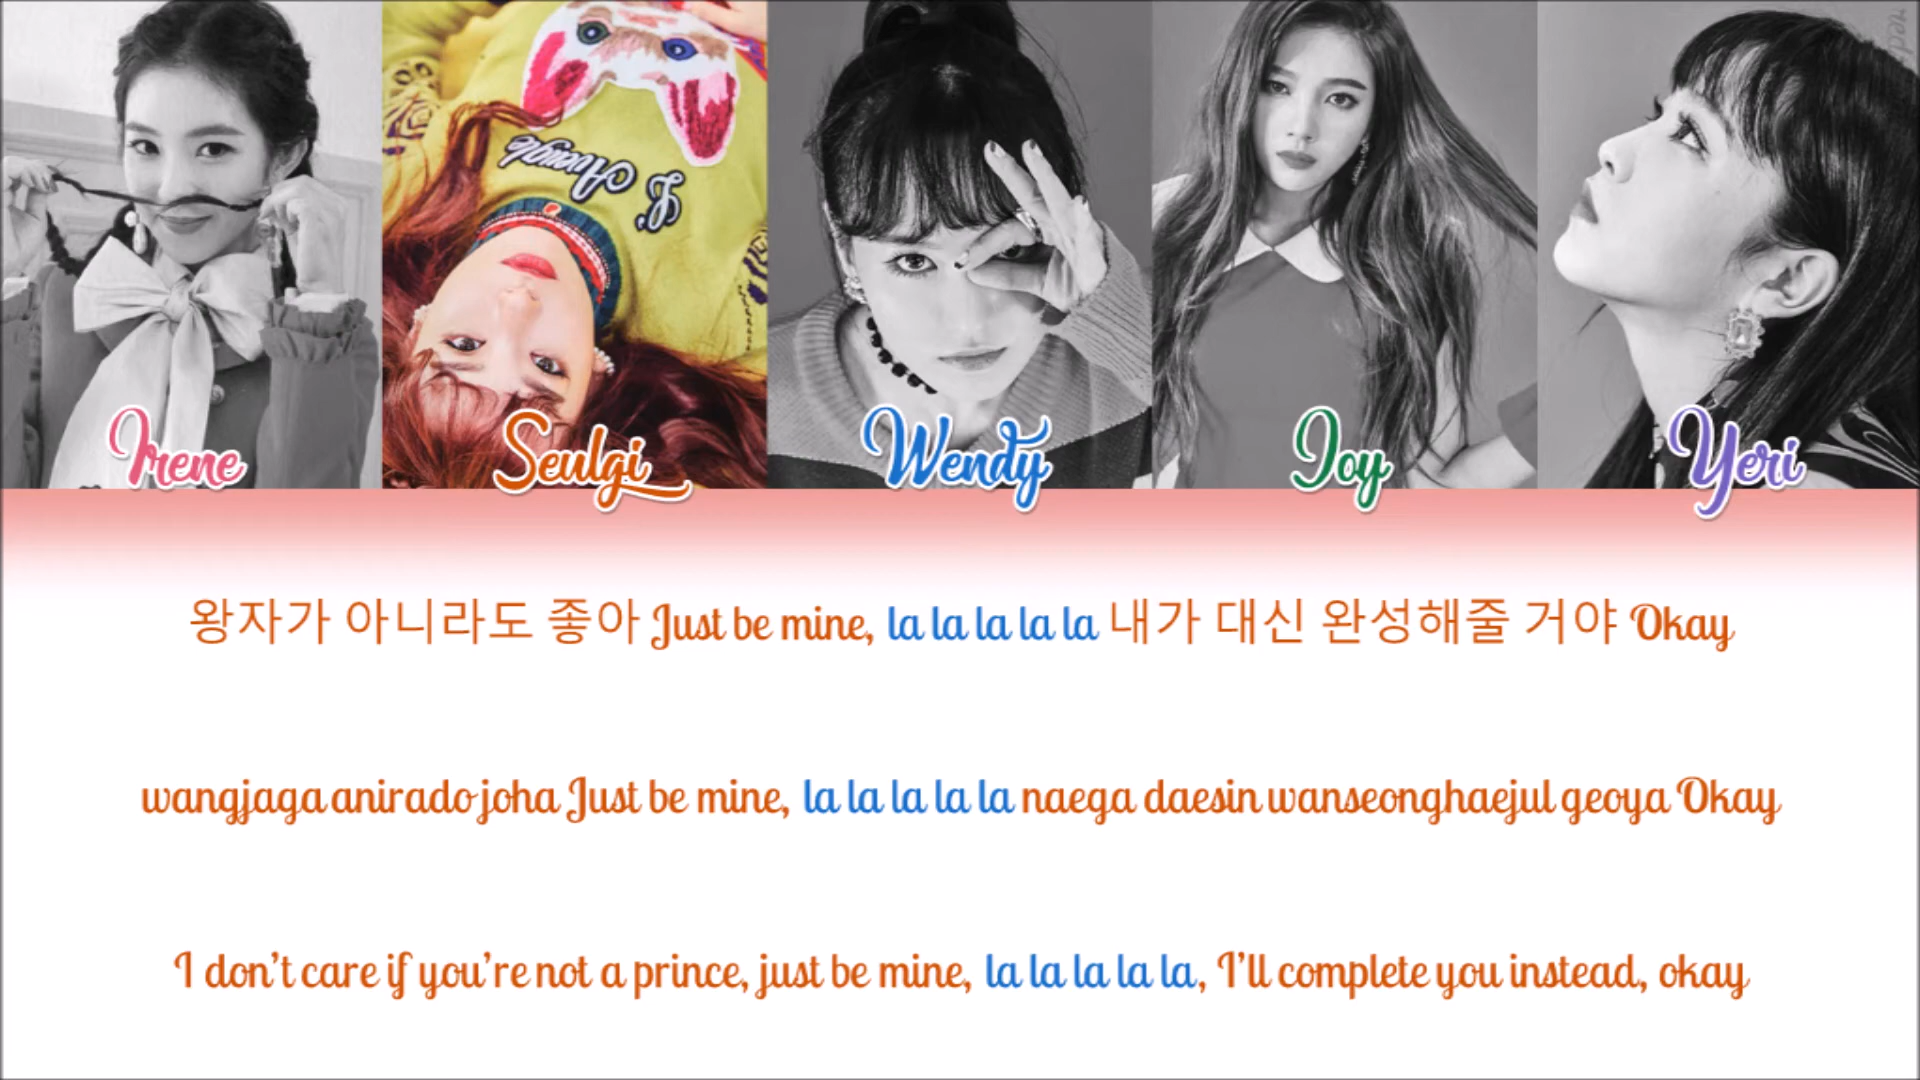 L'Aveugle
Irene
Seulgi
Wendy
Joy
Yeri
왕자가 아니라도 좋아 Just be mine, la la la la la 내가 대신 완성해줄 거야 Okay
wangjaga anirado joha Just be mine, la la la la la naega daesin wanseonghaejul geoya Okay
I don't care if you're not a prince, just be mine, la la la la la, I'll complete you instead, okay